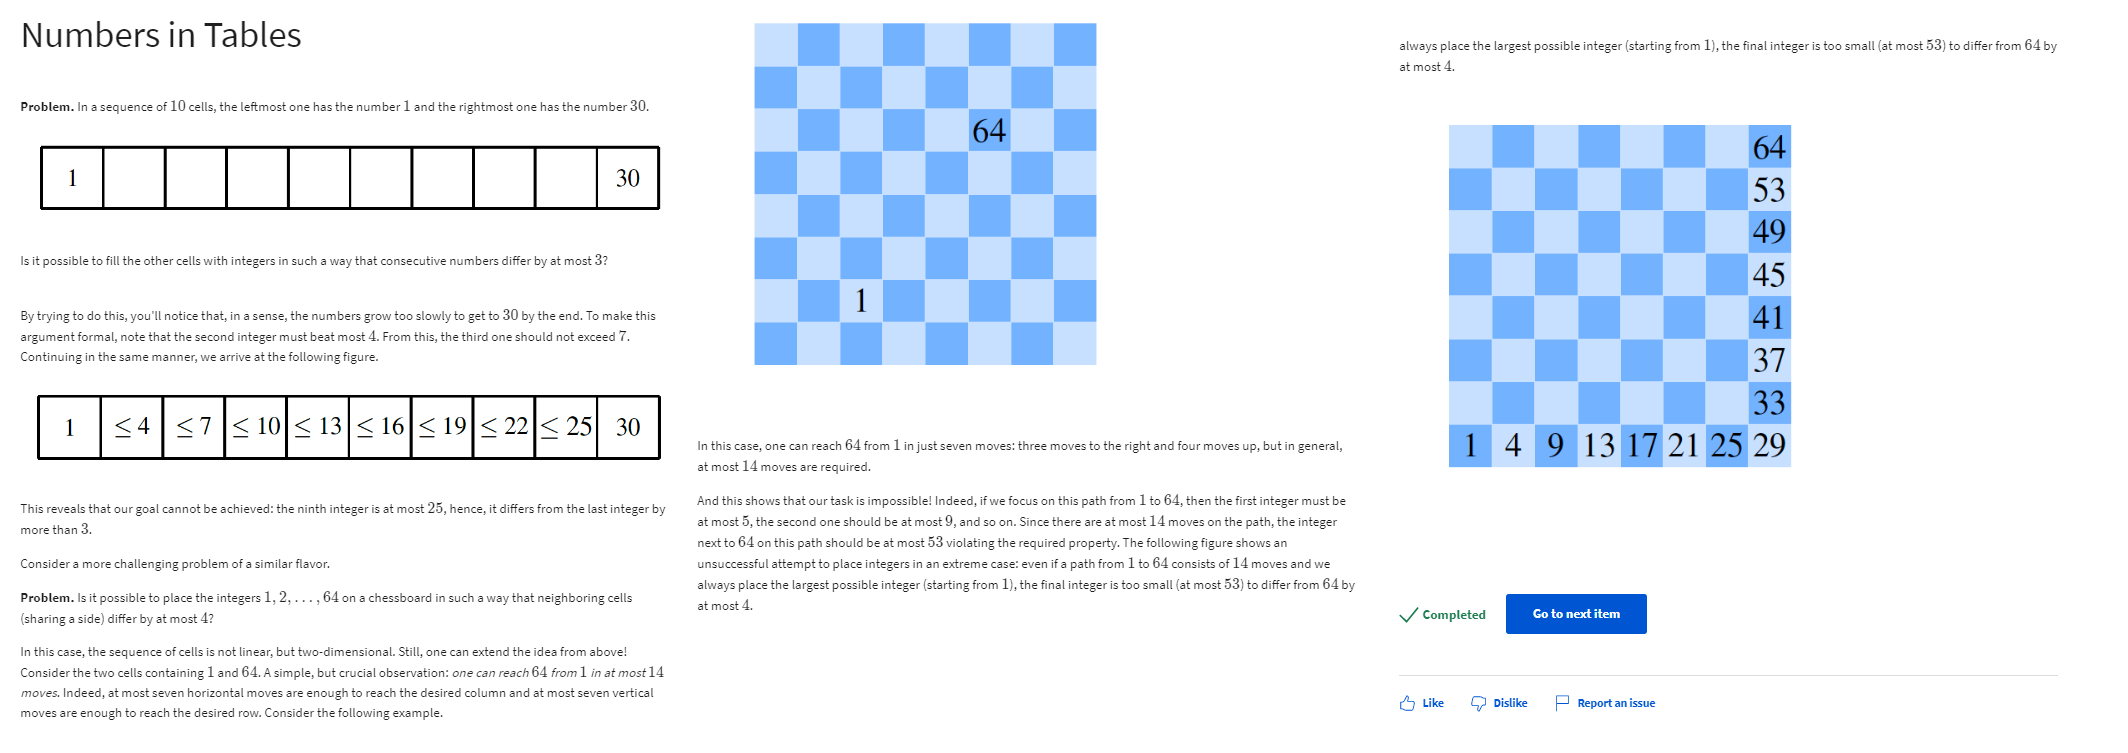 Numbers in Tables
Problem. In a sequence of 10 cells, the leftmost one has the number 1 and the rightmost one has the number 30.
1 30
Is it possible to fill the other cells with integers in such a way that consecutive numbers differ by at most 3?
By trying to do this, you'll notice that, in a sense, the numbers grow too slowly to get to 30 by the end. To make this
argument formal, note that the second integer must beat most 4. From this, the third one should not exceed 7.
Continuing in the same manner, we arrive at the following figure.
1 ≤ 4 ≤ 7 ≤ 10 ≤ 13 ≤ 16 ≤ 19 ≤ 22 ≤ 25 30
This reveals that our goal cannot be achieved: the ninth integer is at most 25, hence, it differs from the last integer by
more than 3.
Consider a more challenging problem of a similar flavor.
Problem. Is it possible to place the integers 1, 2, . . . , 64 on a chessboard in such a way that neighboring cells
(sharing a side) differ by at most 4?
In this case, the sequence of cells is not linear, but two-dimensional. Still, one can extend the idea from above!
Consider the two cells containing 1 and 64. A simple, but crucial observation: one can reach 64 from 1 in at most 14
moves. Indeed, at most seven horizontal moves are enough to reach the desired column and at most seven vertical
moves are enough to reach the desired row. Consider the following example.
64
1
In this case, one can reach 64 from 1 in just seven moves: three moves to the right and four moves up, but in general,
at most 14 moves are required.
And this shows that our task is impossible! Indeed, if we focus on this path from 1 to 64, then the first integer must be
at most 5, the second one should be at most 9, and so on. Since there are at most 14 moves on the path, the integer
next to 64 on this path should be at most 53 violating the required property. The following figure shows an
unsuccessful attempt to place integers in an extreme case: even if a path from 1 to 64 consists of 14 moves and we
always place the largest possible integer (starting from 1), the final integer is too small (at most 53) to differ from 64 by
at most 4.
always place the largest possible integer (starting from 1), the final integer is too small (at most 53) to differ from 64 by
at most 4.
64
53
49
45
41
37
33
1 4 9 13 17 21 25 29
Completed Go to next item
Like Dislike Report an issue